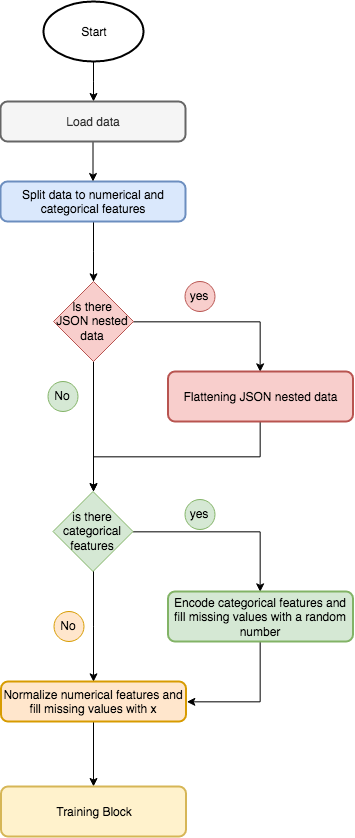 Start
Load data
Split data to numerical and
categorical features
Is there
JSON nested
data
yes
Flattening JSON nested data
No
is there
categorical
features
yes
Encode categorical features and
fill missing values with a random
number
No
Normalize numerical features and
fill missing values with x
Training Block